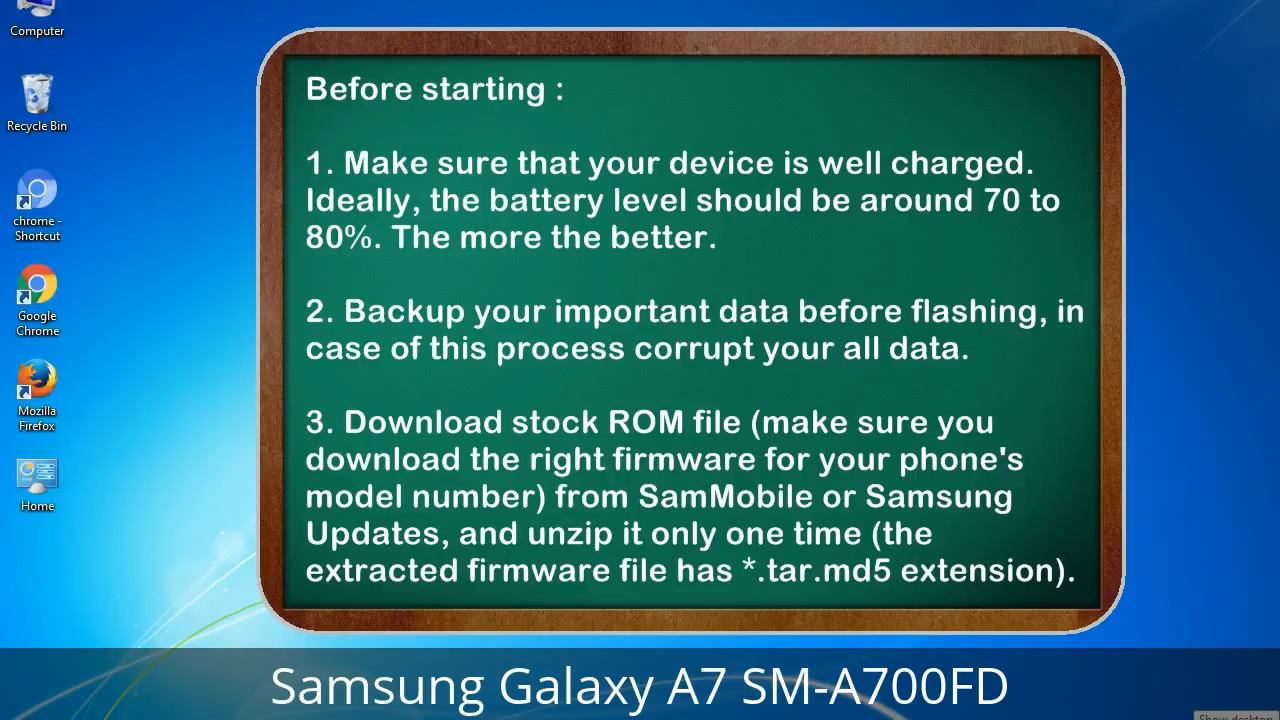 Computer
Recycle Bin
chrome -
Shortcut
Google
Chrome
Mozilla
Firefox
Home
Before starting :
1. Make sure that your device is well charged.
Ideally, the battery level should be around 70 to
80%. The more the better.
2. Backup your important data before flashing, in
case of this process corrupt your all data.
3. Download stock ROM file (make sure you
download the right firmware for your phone's
model number) from SamMobile or Samsung
Updates, and unzip it only one time (the
extracted firmware file has *.tar.md5 extension).
Samsung Galaxy A7 SM-A700FD
Show desktop